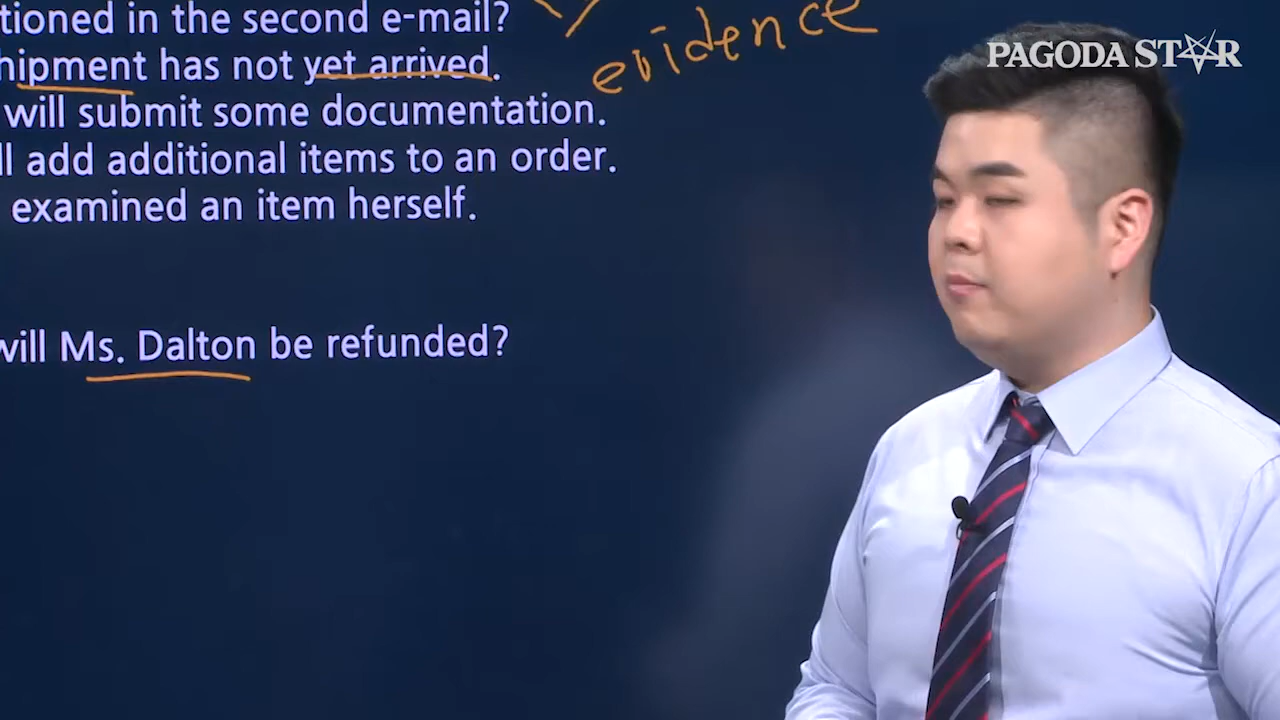 tioned in the second e-mail?
evidence
PAGODA STAR
hipment has not yet arrived.
will submit some documentation.
ll add additional items to an order.
examined an item herself.
will Ms. Dalton be refunded?